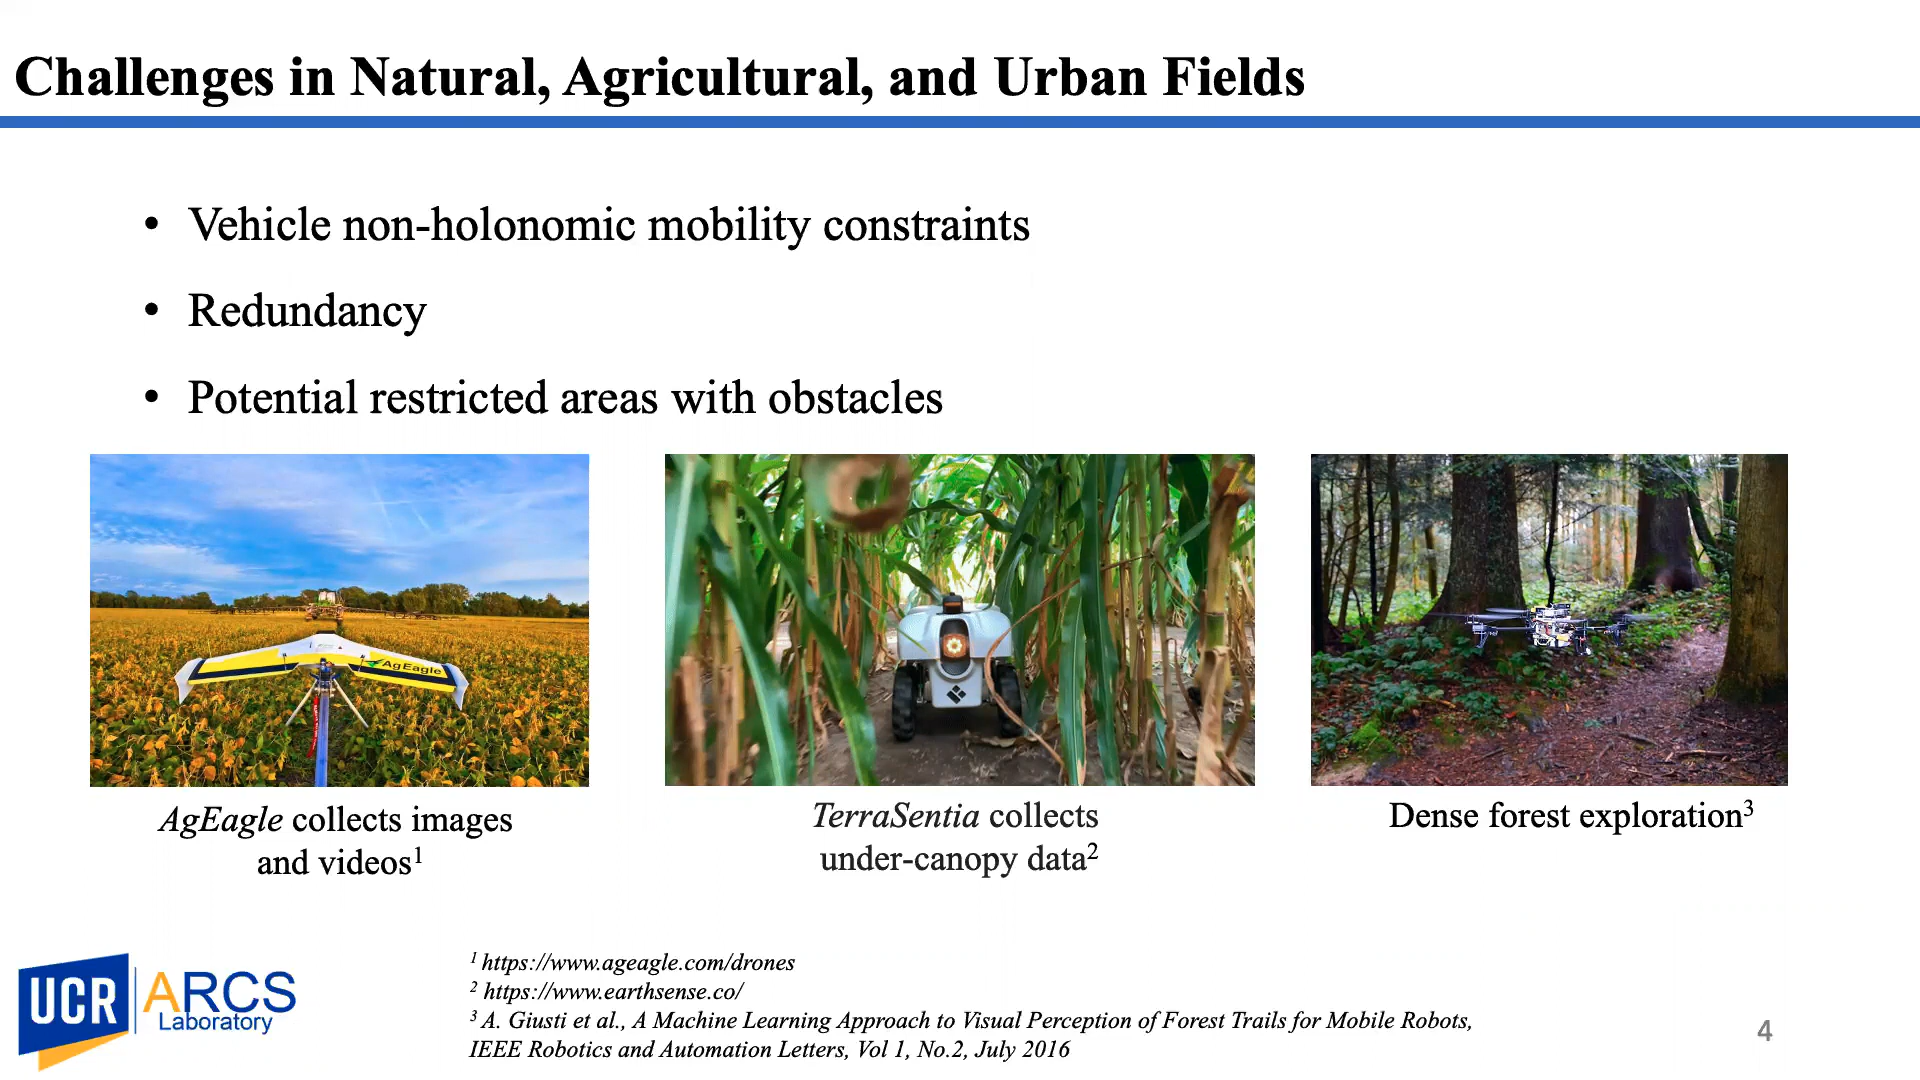 Challenges in Natural, Agricultural, and Urban Fields
• Vehicle non-holonomic mobility constraints
• Redundancy
• Potential restricted areas with obstacles
AgEagle
AgEagle collects images
and videos¹
TerraSentia collects
under-canopy data²
Dense forest exploration³
UCR
ARCS
Laboratory
¹ https://www.ageagle.com/drones
² https://www.earthsense.co/
³ A. Giusti et al., A Machine Learning Approach to Visual Perception of Forest Trails for Mobile Robots,
IEEE Robotics and Automation Letters, Vol 1, No.2, July 2016
4